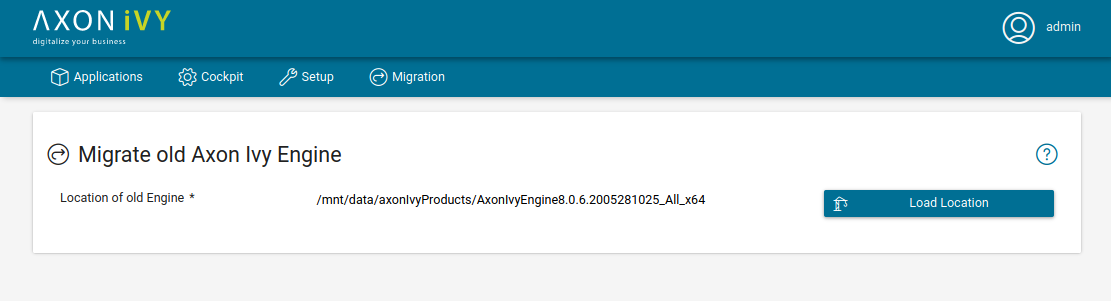 AXON iVY
digitalize your business
admin
Applications Cockpit Setup Migration
Migrate old Axon Ivy Engine
?
Location of old Engine * /mnt/data/axonIvyProducts/AxonIvyEngine8.0.6.2005281025_All_x64 Load Location